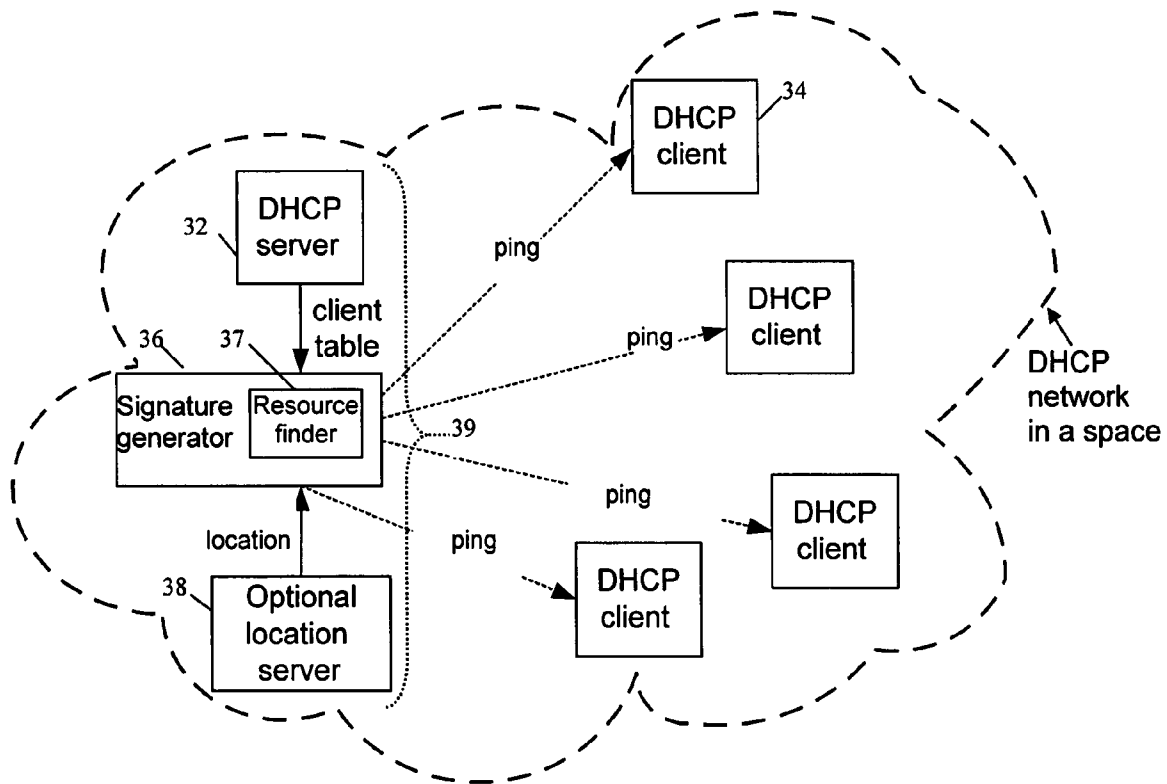 DHCP
client
34
DHCP
server
32
ping
client
table
DHCP
client
ping
36
37
Signature
generator
Resource
finder
39
DHCP
network
in a space
ping
DHCP
client
location
ping
DHCP
client
38
Optional
location
server